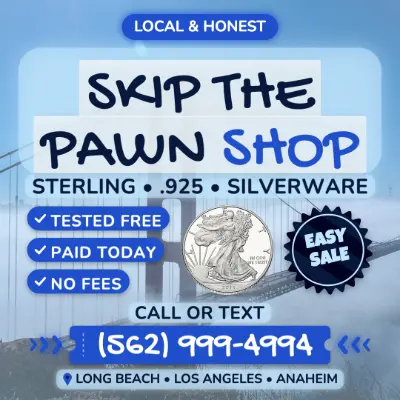 LOCAL & HONEST
SKIP THE
PAWN SHOP
STERLING • .925 • SILVERWARE
TESTED FREE
PAID TODAY
NO FEES
EASY
SALE
CALL OR TEXT
(562) 999-4994
LONG BEACH • LOS ANGELES • ANAHEIM